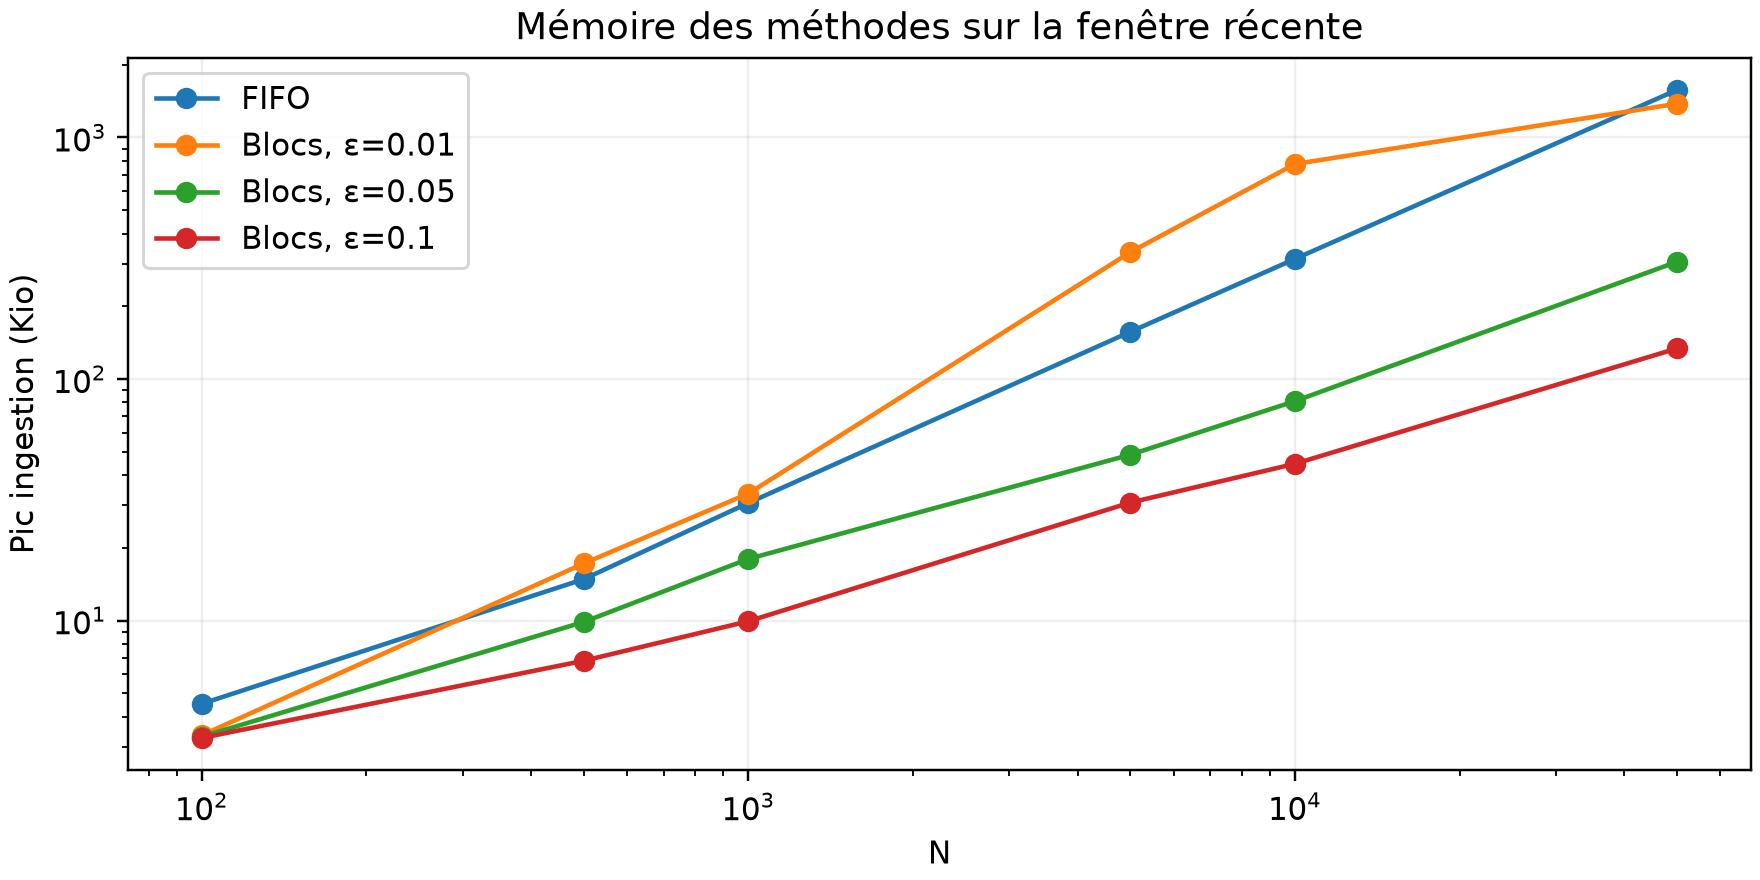 Mémoire des méthodes sur la fenêtre récente
FIFO
Blocs, ε=0.01
Blocs, ε=0.05
Blocs, ε=0.1
Pic ingestion (Kio)
10³
10²
10¹
10²
10³
10⁴
N